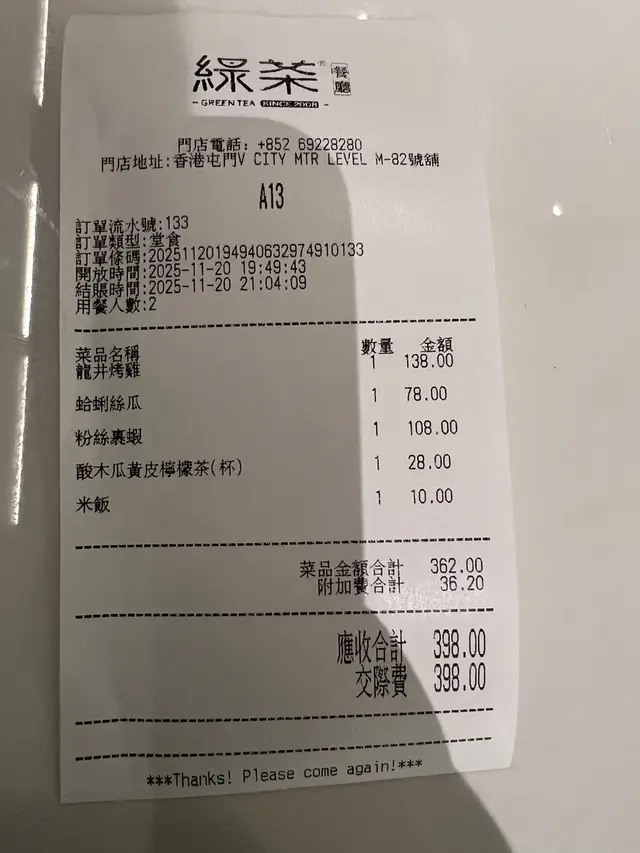 綠茶® 餐廳
- GREEN TEA SINCE 2008 -
門店電話: +852 69228280
門店地址:香港屯門V CITY MTR LEVEL M-82號舖
A13
訂單流水號:133
訂單類型:堂食
訂單條碼:20251120194940632974910133
開放時間:2025-11-20 19:49:43
結賬時間:2025-11-20 21:04:09
用餐人數:2
菜品名稱 數量 金額
龍井烤雞 1 138.00
蛤蜊絲瓜 1 78.00
粉絲裹蝦 1 108.00
酸木瓜黃皮檸檬茶(杯) 1 28.00
米飯 1 10.00
菜品金額合計 362.00
附加費合計 36.20
應收合計 398.00
交際費 398.00
***Thanks! Please come again!***